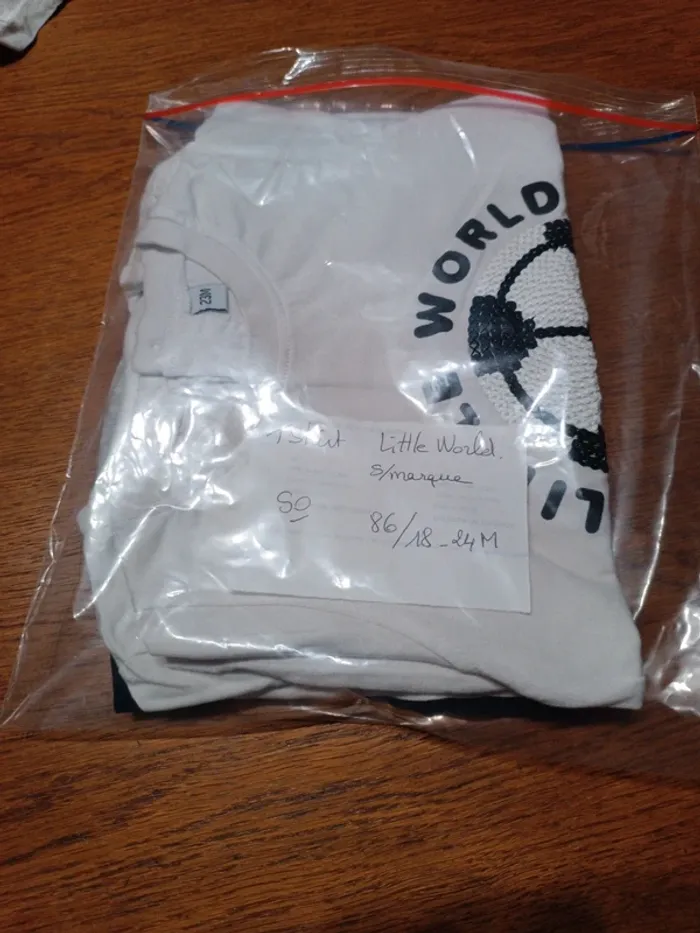 WORLD
23M
T Shirt Little World.
s/marque
SO
86/18-24M